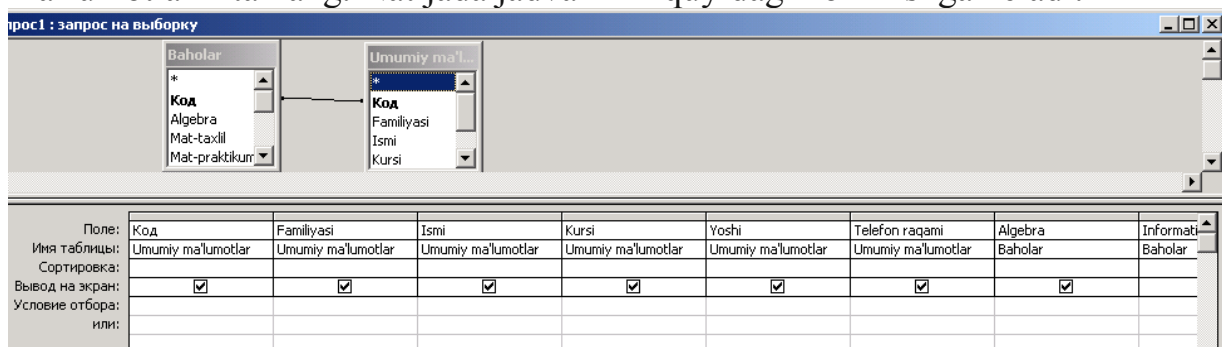 прос1 : запрос на выборку
Baholar
*
Код
Algebra
Mat-taxlil
Mat-praktikum
Umumiy ma'l...
*
Код
Familiyasi
Ismi
Kursi
Поле: Код Familiyasi Ismi Kursi Yoshi Telefon raqami Algebra Informati
Имя таблицы: Umumiy ma'lumotlar Umumiy ma'lumotlar Umumiy ma'lumotlar Umumiy ma'lumotlar Umumiy ma'lumotlar Umumiy ma'lumotlar Baholar Baholar
Сортировка:
Вывод на экран:
Условие отбора:
или: